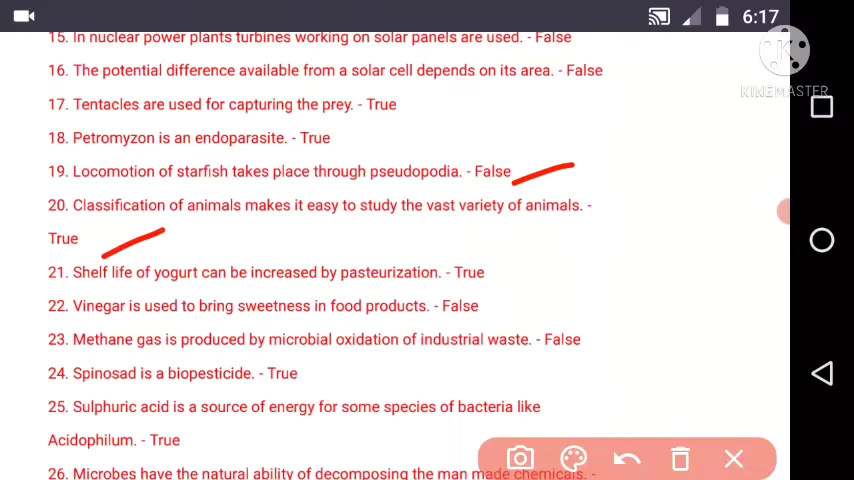 6:17
15. In nuclear power plants turbines working on solar panels are used. - False
KINEMASTER
16. The potential difference available from a solar cell depends on its area. - False
17. Tentacles are used for capturing the prey. - True
18. Petromyzon is an endoparasite. - True
19. Locomotion of starfish takes place through pseudopodia. - False
20. Classification of animals makes it easy to study the vast variety of animals. -
True
21. Shelf life of yogurt can be increased by pasteurization. - True
22. Vinegar is used to bring sweetness in food products. - False
23. Methane gas is produced by microbial oxidation of industrial waste. - False
24. Spinosad is a biopesticide. - True
25. Sulphuric acid is a source of energy for some species of bacteria like
Acidophilum. - True
26. Microbes have the natural ability of decomposing the man made chemicals. -